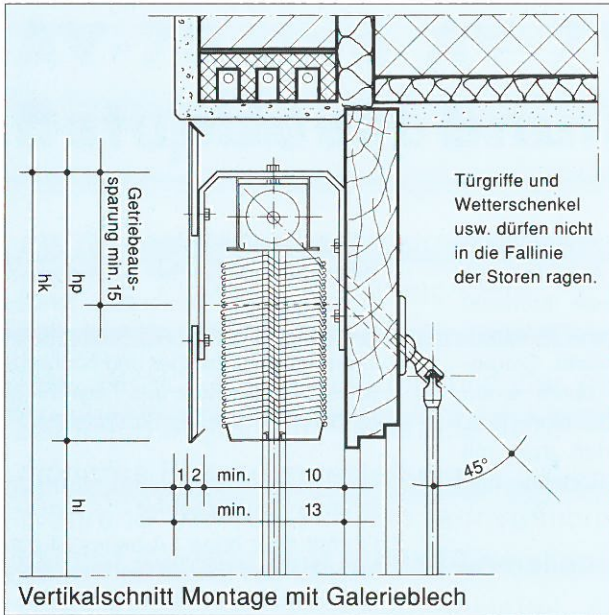 Türgriffe und
Wetterschenkel
usw. dürfen nicht
in die Fallinie
der Storen ragen.
Getriebeaus-
sparung min. 15
hp
hk
hl
1 2 min. 10
min. 13
45°
Vertikalschnitt Montage mit Galerieblech